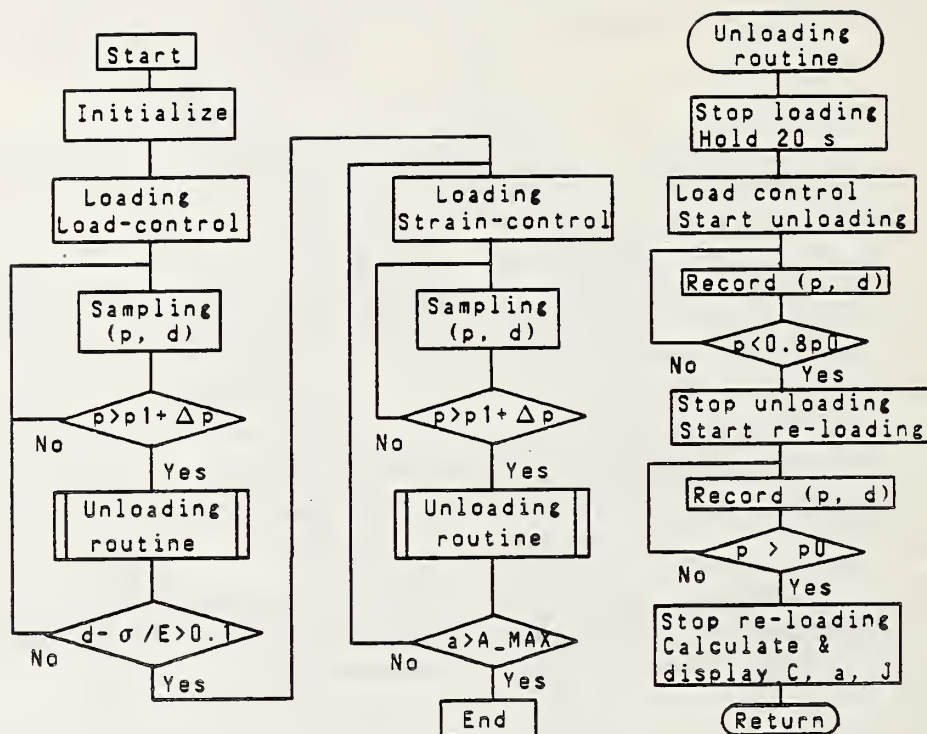 Start
Initialize
Loading
Load-control
Sampling
(p, d)
p>p1+Δp
No
Yes
Unloading
routine
d-σ/E>0.1
No
Yes
Loading
Strain-control
Sampling
(p, d)
p>p1+Δp
No
Yes
Unloading
routine
a>A_MAX
No
Yes
End
Unloading
routine
Stop loading
Hold 20 s
Load control
Start unloading
Record (p, d)
p<0.8p0
No
Yes
Stop unloading
Start re-loading
Record (p, d)
p > p0
No
Yes
Stop re-loading
Calculate &
display C, a, J
Return